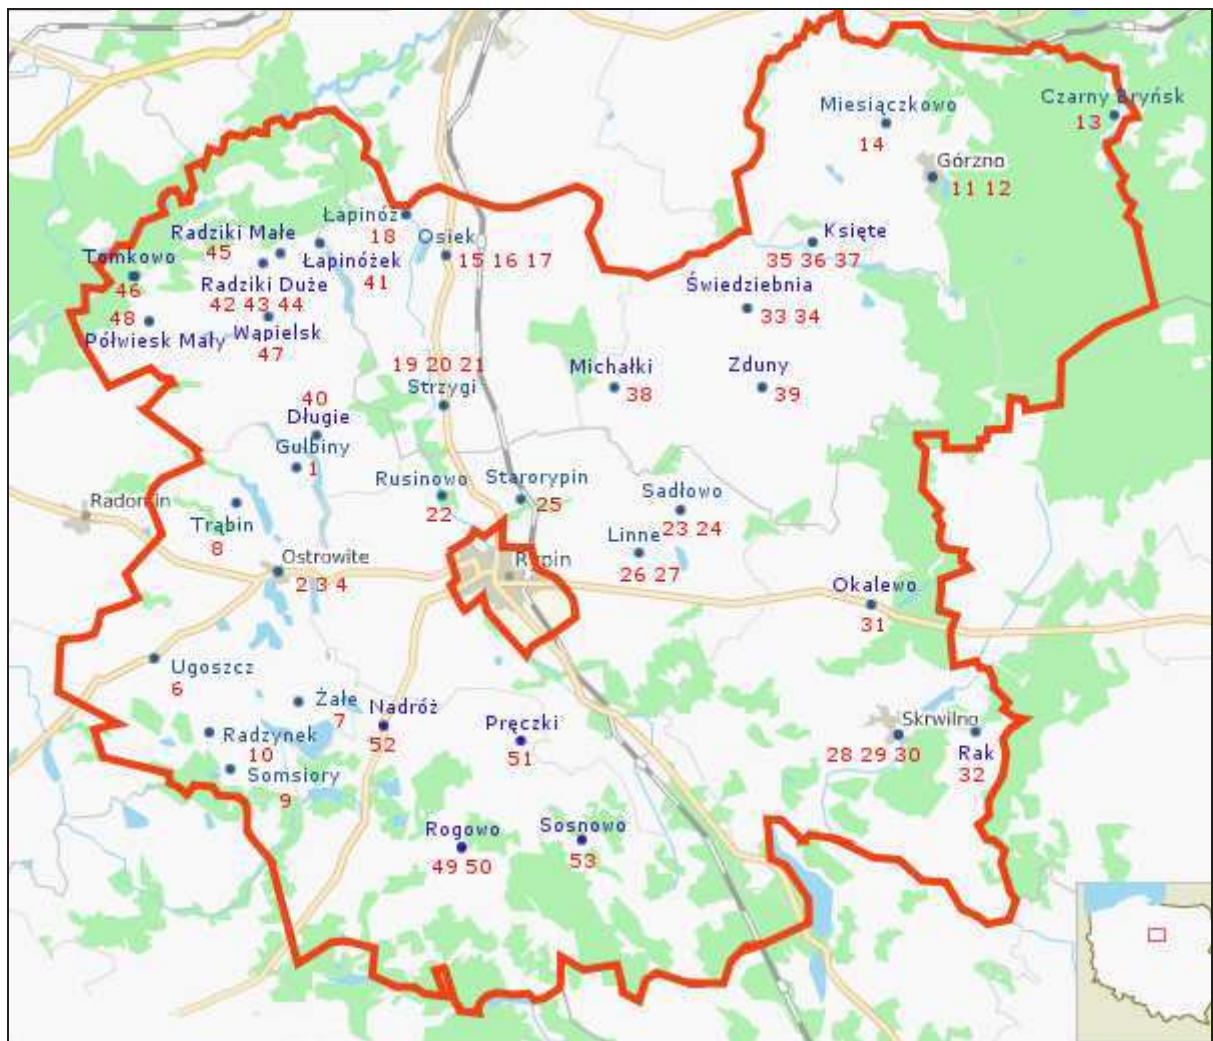 Miesiączkowo
14
Czarny Bryńsk
13
Górzno
11 12
Łapinóż
18
Radziki Małe
45
Osiek
15 16 17
Księte
35 36 37
Tomkowo
46
Łapinóżek
41
Radziki Duże
42 43 44
Świedziebnia
33 34
48
Półwiesk Mały
Wąpielsk
47
19 20 21
Strzygi
Michałki
38
Zduny
39
40
Długie
Gulbiny
1
Rusinowo
22
Starorypin
25
Sadłowo
23 24
Radomin
Trąbin
8
Linne
26 27
Ostrowite
2 3 4
Rypin
Okalewo
31
Ugoszcz
6
Żałe
7
Nadróż
52
Pręczki
51
Radzynek
10
Somsiory
9
Skrwilno
28 29 30
Rak
32
Rogowo
49 50
Sosnowo
53